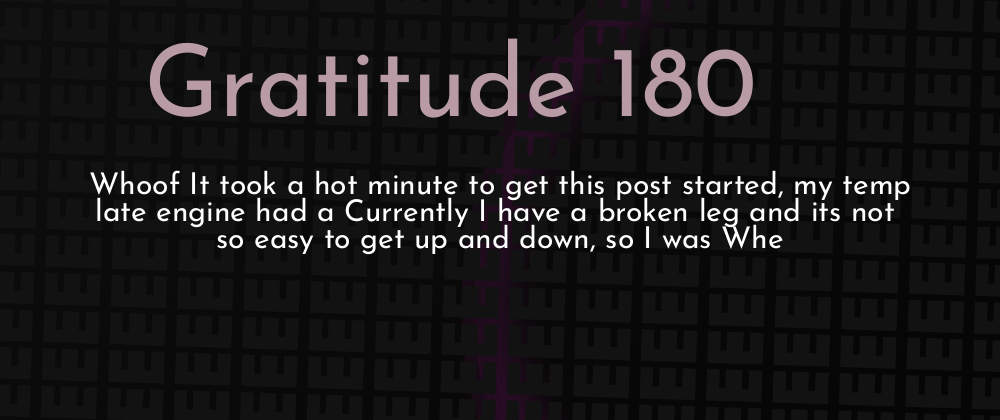 Gratitude 180
Whoof It took a hot minute to get this post started, my temp
late engine had a Currently I have a broken leg and its not
so easy to get up and down, so I was Whe